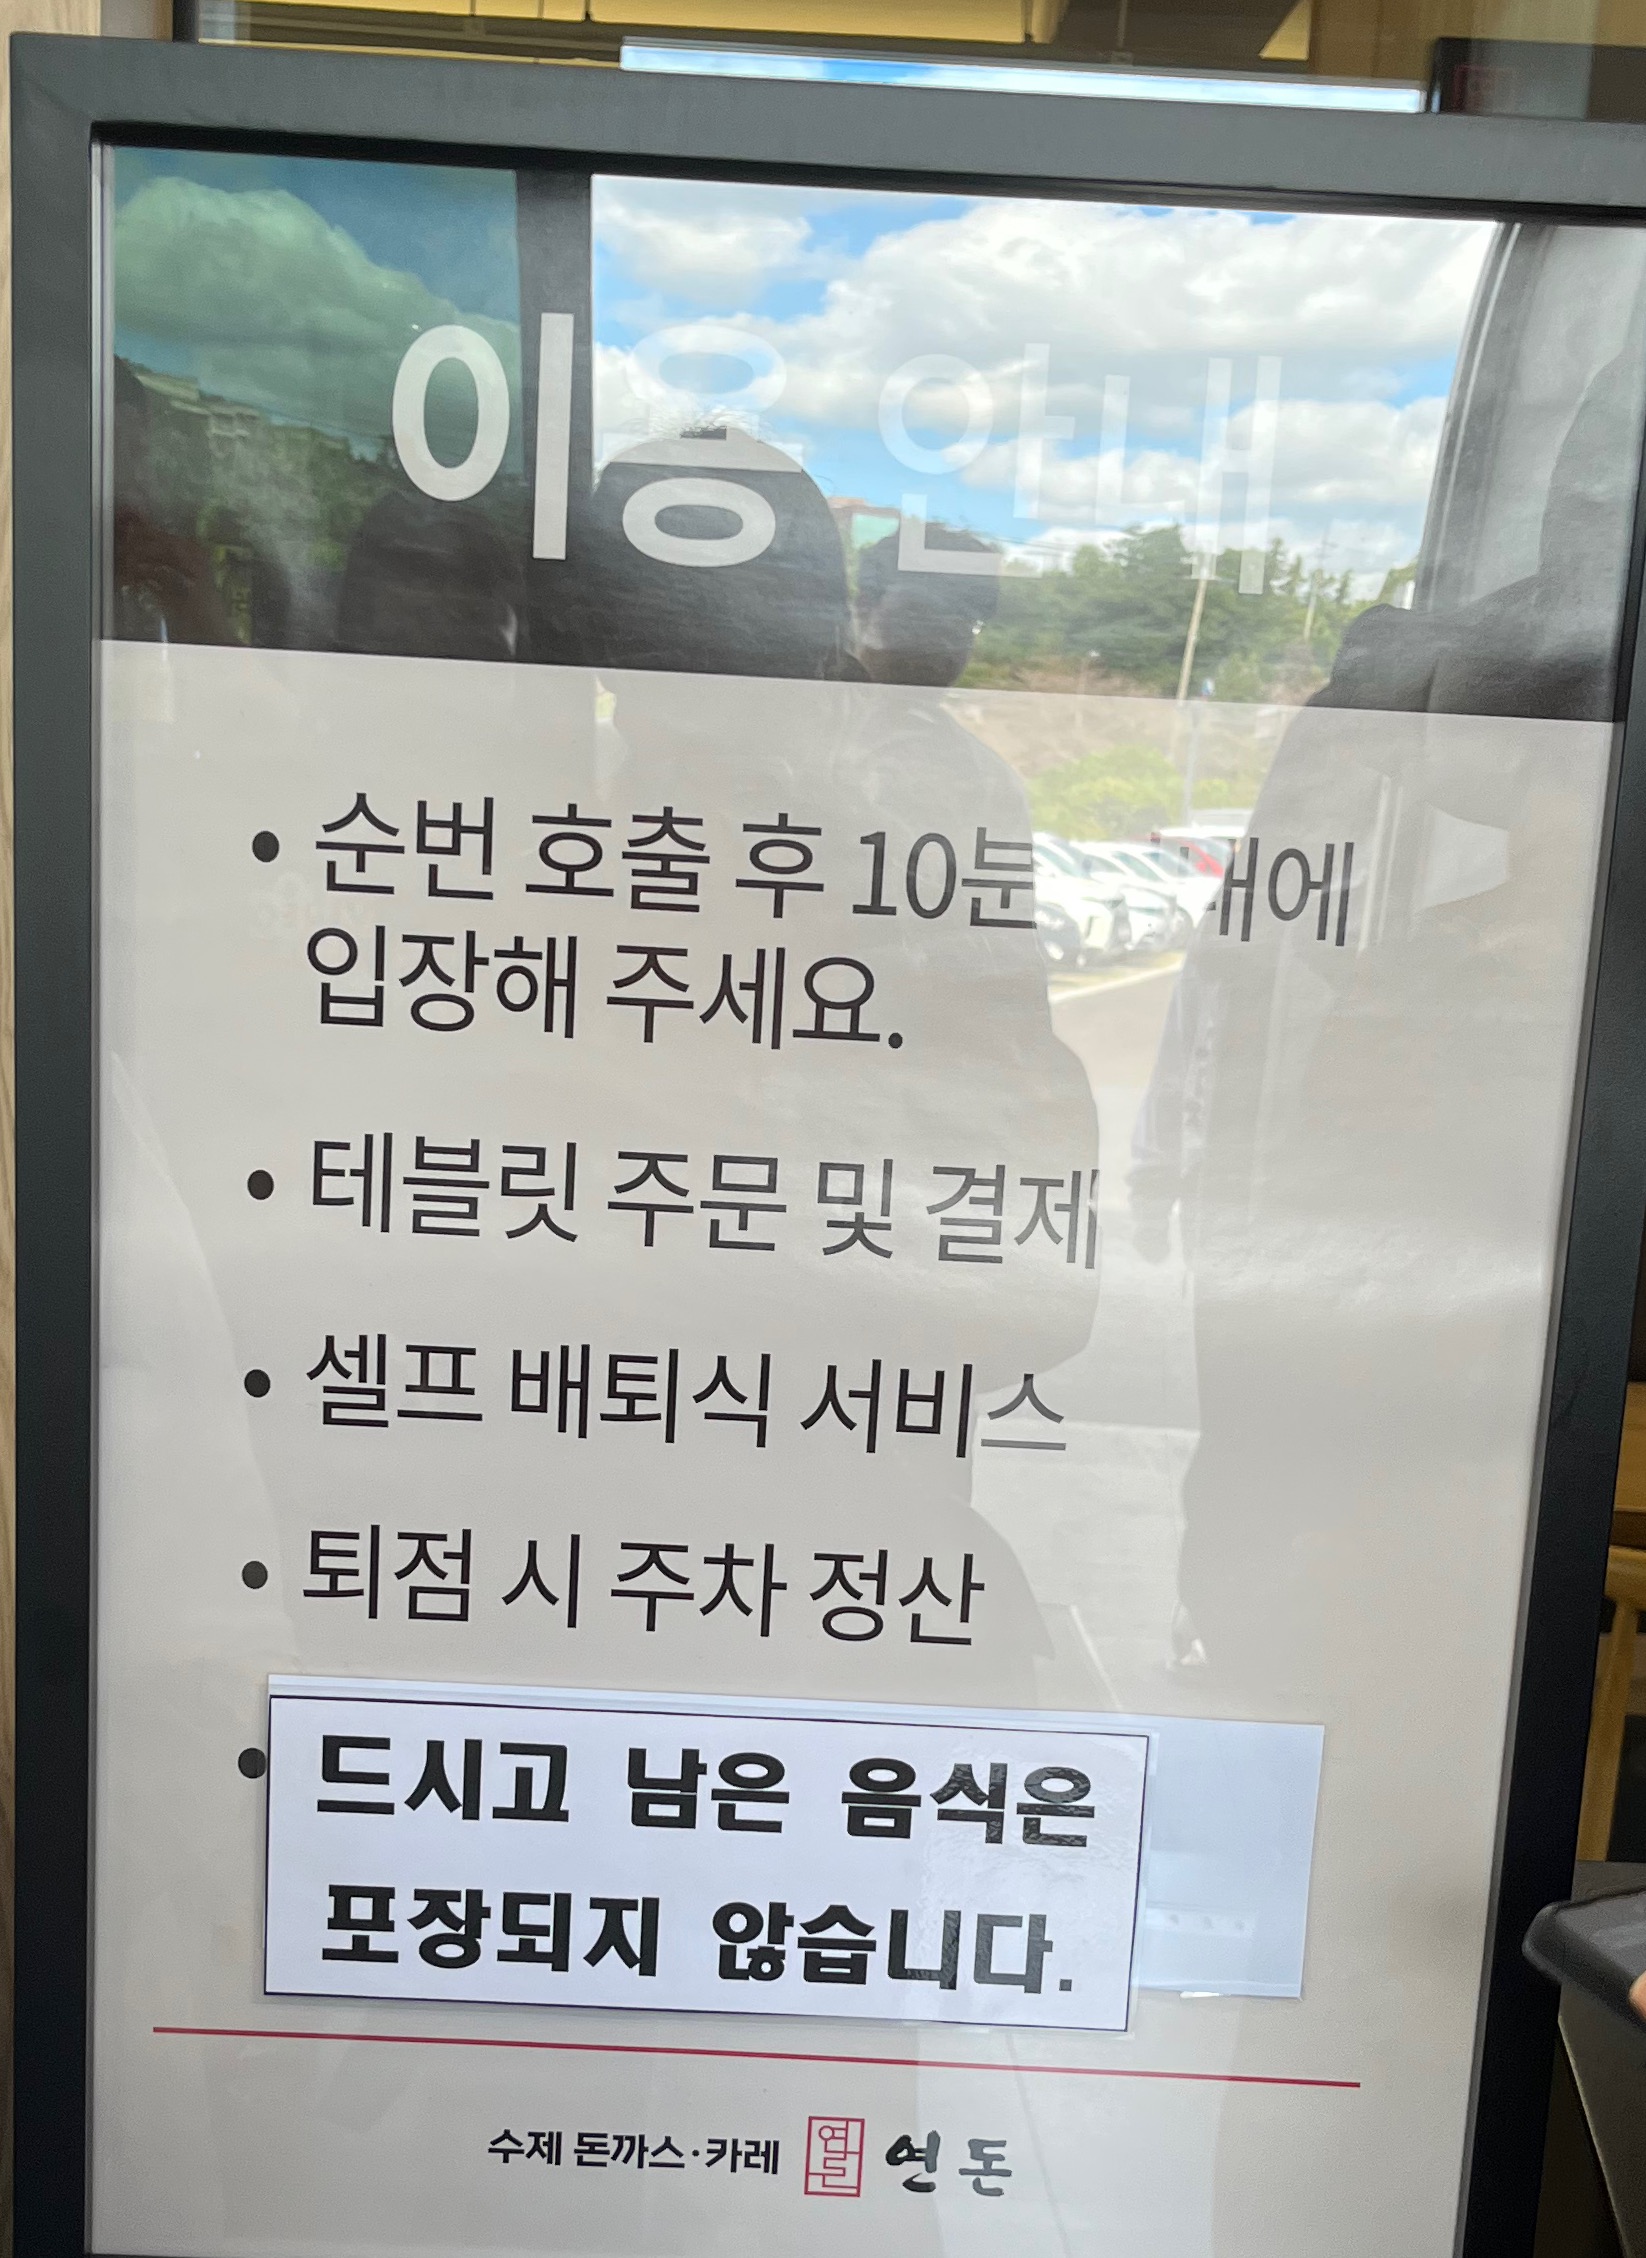 이용 안내
• 순번 호출 후 10분 내에
입장해 주세요.
• 테블릿 주문 및 결제
• 셀프 배퇴식 서비스
• 퇴점 시 주차 정산
• 드시고 남은 음식은
포장되지 않습니다.
수제 돈까스·카레 연돈 연돈